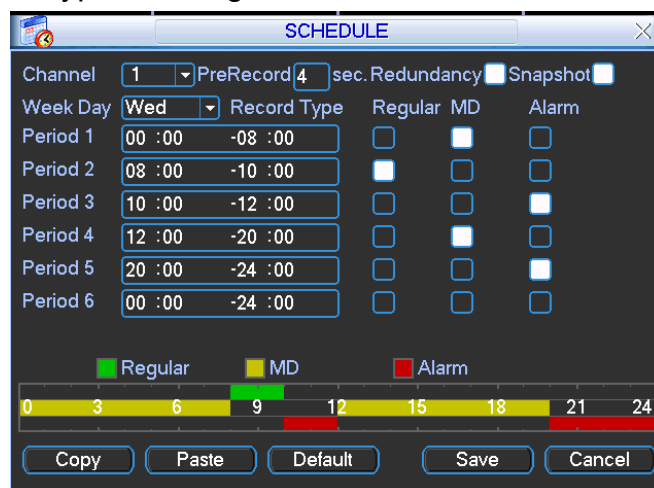 SCHEDULE
Channel 1 PreRecord 4 sec. Redundancy Snapshot
Week Day Wed Record Type Regular MD Alarm
Period 1 00 :00 -08 :00
Period 2 08 :00 -10 :00
Period 3 10 :00 -12 :00
Period 4 12 :00 -20 :00
Period 5 20 :00 -24 :00
Period 6 00 :00 -24 :00
Regular MD Alarm
0 3 6 9 12 15 18 21 24
Copy Paste Default Save Cancel